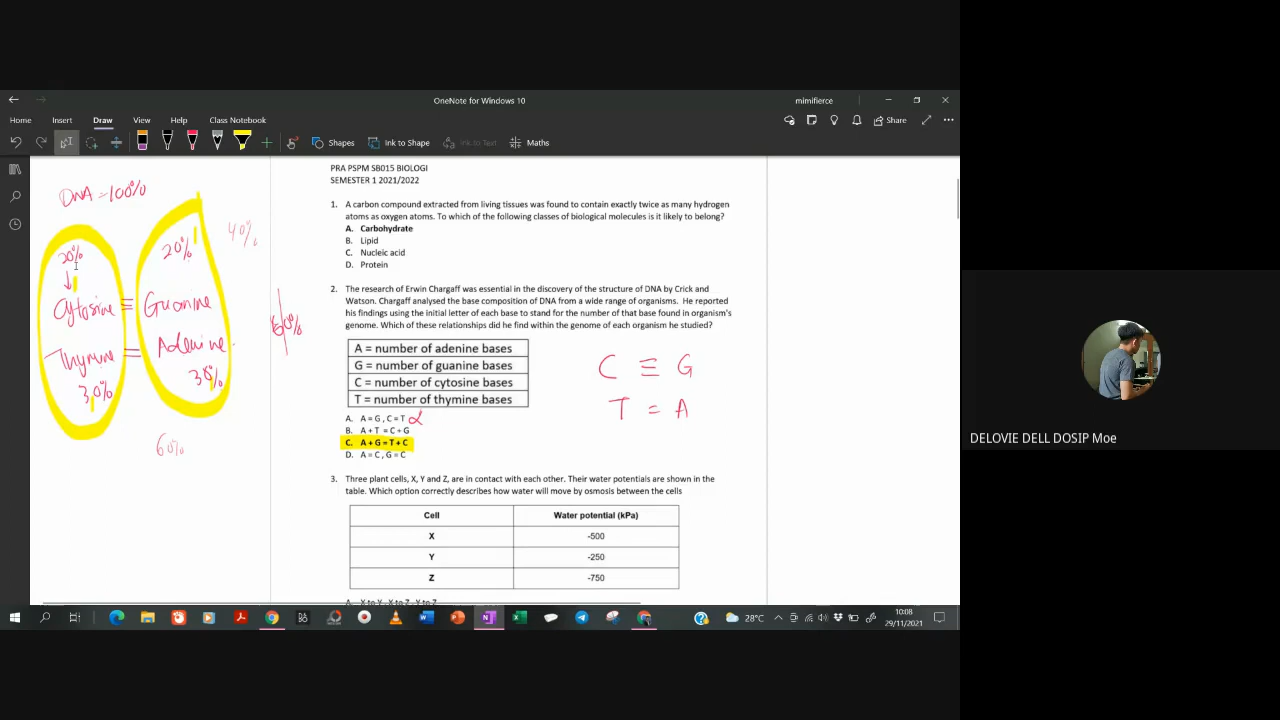 OneNote for Windows 10
mimifierce
Home Insert Draw View Help Class Notebook
Share
Shapes Ink to Shape Ink to Text Maths
PRA PSPM SB015 BIOLOGI
SEMESTER 1 2021/2022
1. A carbon compound extracted from living tissues was found to contain exactly twice as many hydrogen
atoms as oxygen atoms. To which of the following classes of biological molecules is it likely to belong?
A. Carbohydrate
B. Lipid
C. Nucleic acid
D. Protein
2. The research of Erwin Chargaff was essential in the discovery of the structure of DNA by Crick and
Watson. Chargaff analysed the base composition of DNA from a wide range of organisms. He reported
his findings using the initial letter of each base to stand for the number of that base found in organism's
genome. Which of these relationships did he find within the genome of each organism he studied?
A = number of adenine bases
G = number of guanine bases
C = number of cytosine bases
T = number of thymine bases
A. A = G , C = T
B. A + T = C + G
C. A + G = T + C
D. A = C , G = C
C ≡ G
T = A
3. Three plant cells, X, Y and Z, are in contact with each other. Their water potentials are shown in the
table. Which option correctly describes how water will move by osmosis between the cells
Cell Water potential (kPa)
X -500
Y -250
Z -750
A. X to Y , X to Z , Y to Z
DNA = 100%
20% 20% 40%
Cytosine ≡ Guanine
60%
Thymine = Adenine
30% 30%
60%
DELOVIE DELL DOSIP Moe
28°C
10:08
29/11/2021